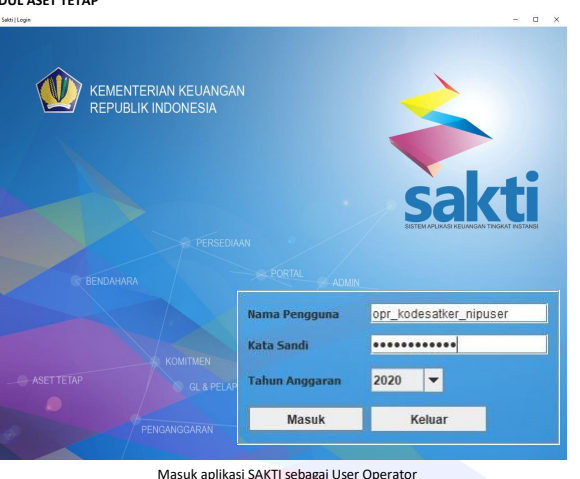 DUL ASET TETAP
Sakti | Login
KEMENTERIAN KEUANGAN
REPUBLIK INDONESIA
sakti
SISTEM APLIKASI KEUANGAN TINGKAT INSTANSI
PERSEDIAAN
BENDAHARA
PORTAL
ADMIN
Nama Pengguna opr_kodesatker_nipuser
Kata Sandi ••••••••••••
KOMITMEN
ASET TETAP
Tahun Anggaran 2020
GL & PELAP
Masuk Keluar
PENGANGGARAN
Masuk aplikasi SAKTI sebagai User Operator